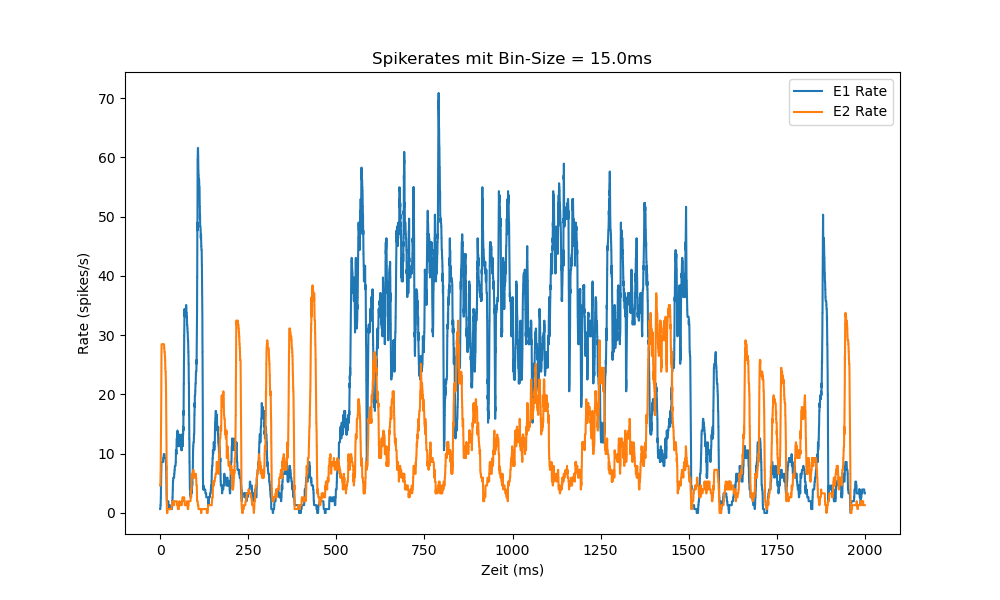 Spikerates mit Bin-Size = 15.0ms
E1 Rate
E2 Rate
Rate (spikes/s)
70
60
50
40
30
20
10
0
0 250 500 750 1000 1250 1500 1750 2000
Zeit (ms)